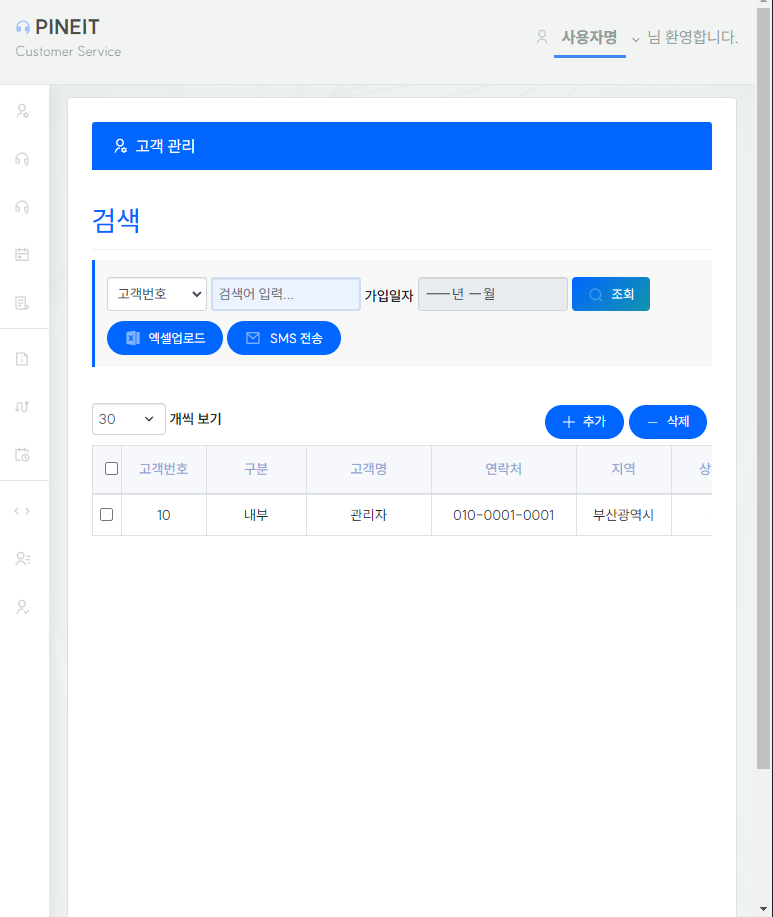 PINEIT
Customer Service
사용자명 님 환영합니다.
고객 관리
검색
고객번호 검색어 입력... 가입일자 ----년 --월 조회
엑셀업로드 SMS 전송
30 개씩 보기 추가 삭제
고객번호 구분 고객명 연락처 지역 상
10 내부 관리자 010-0001-0001 부산광역시